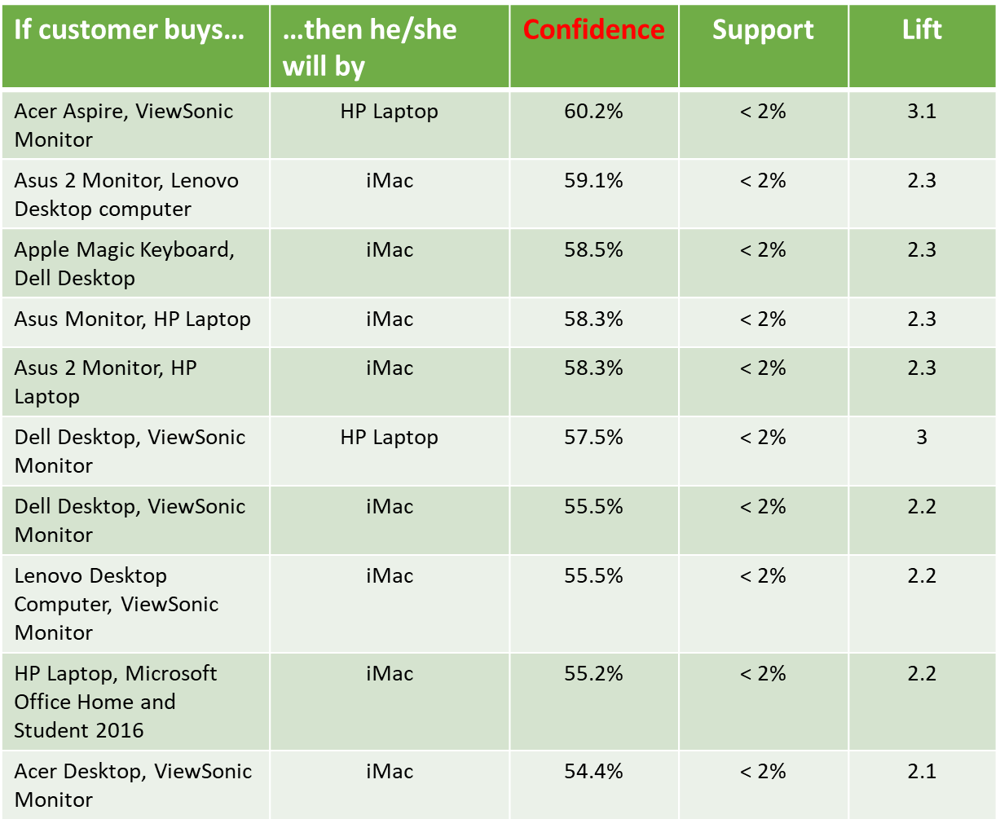 If customer buys... ...then he/she Confidence Support Lift
will by
Acer Aspire, ViewSonic HP Laptop 60.2% < 2% 3.1
Monitor
Asus 2 Monitor, Lenovo iMac 59.1% < 2% 2.3
Desktop computer
Apple Magic Keyboard, iMac 58.5% < 2% 2.3
Dell Desktop
Asus Monitor, HP Laptop iMac 58.3% < 2% 2.3
Asus 2 Monitor, HP iMac 58.3% < 2% 2.3
Laptop
Dell Desktop, ViewSonic HP Laptop 57.5% < 2% 3
Monitor
Dell Desktop, ViewSonic iMac 55.5% < 2% 2.2
Monitor
Lenovo Desktop iMac 55.5% < 2% 2.2
Computer, ViewSonic
Monitor
HP Laptop, Microsoft iMac 55.2% < 2% 2.2
Office Home and
Student 2016
Acer Desktop, ViewSonic iMac 54.4% < 2% 2.1
Monitor